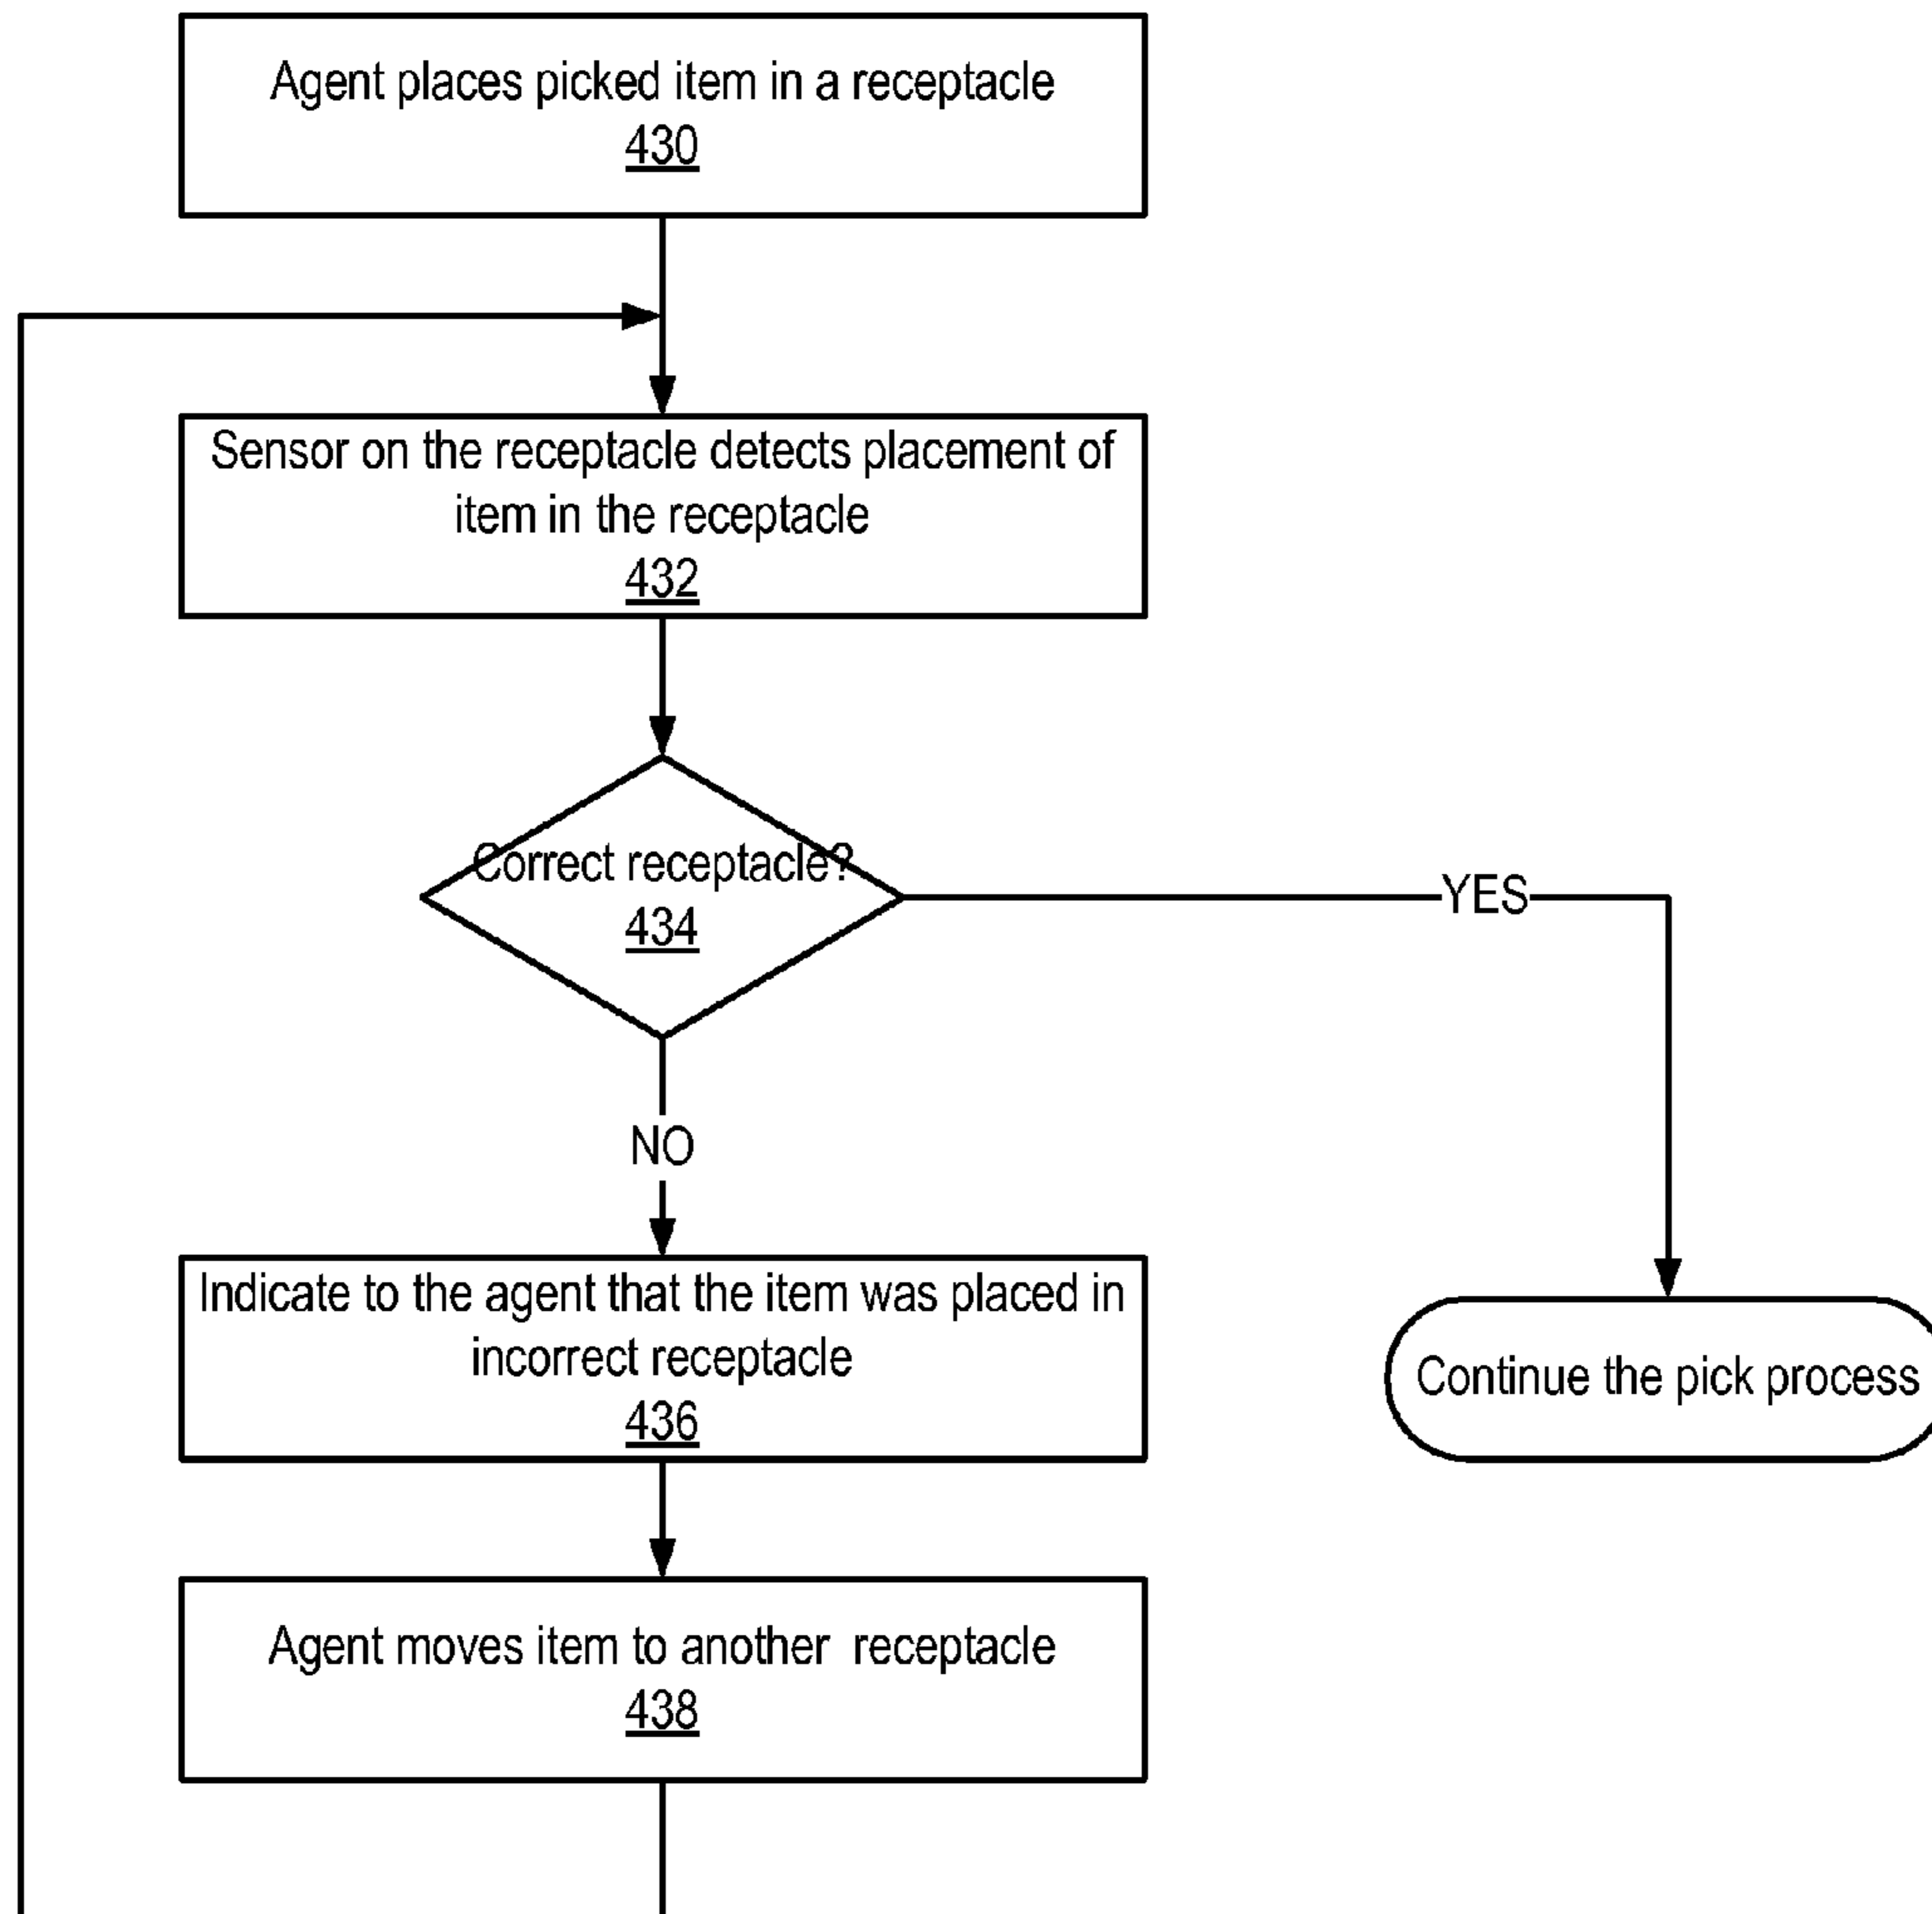 Agent places picked item in a receptacle
430
Sensor on the receptacle detects placement of
item in the receptacle
432
Correct receptacle?
434
YES
NO
Indicate to the agent that the item was placed in
incorrect receptacle
436
Continue the pick process
Agent moves item to another receptacle
438